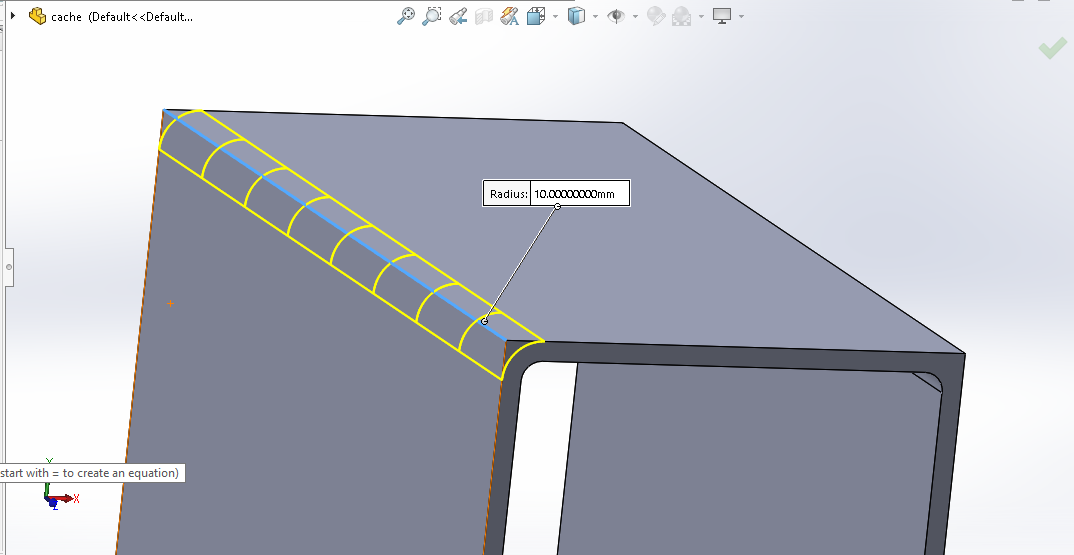 cache (Default<<Default...
Radius: 10.00000000mm
start with = to create an equation)
Y
X
Z